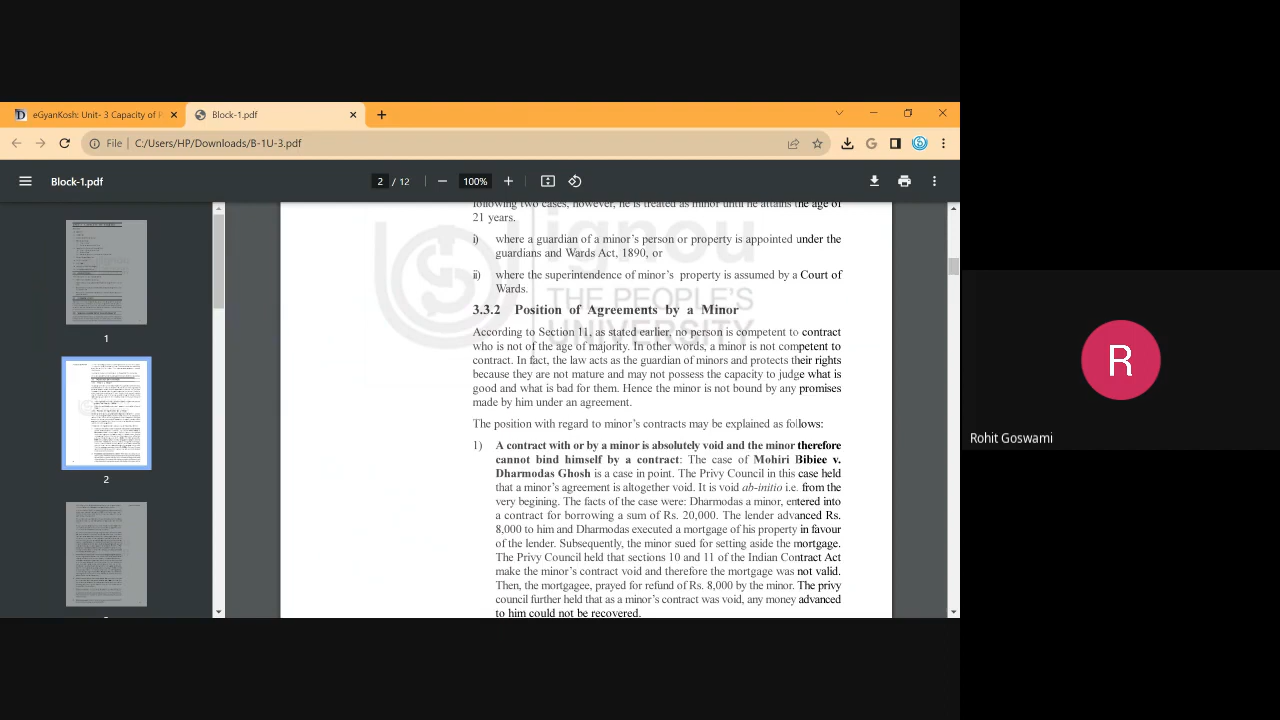 eGyanKosh: Unit- 3 Capacity of P
Block-1.pdf
File
C:/Users/HP/Downloads/B-1U-3.pdf
Block-1.pdf
2 / 12
100%
1
2
following two cases, however, he is treated as minor until he attains the age of
21 years.
i) where a guardian of a minor's person or property is appointed under the
guardians and Wards Act, 1890, or
ii) where the superintendence of minor's property is assumed by a Court of
Wards.
ignou
THE PEOPLE'S
UNIVERSITY
3.3.2 Position of Agreements by a Minor
According to Section 11, as stated earlier, no person is competent to contract
who is not of the age of majority. In other words, a minor is not competent to
contract. In fact, the law acts as the guardian of minors and protects their rights
because they are not mature and may not possess the capacity to judge what is
good and what is bad for them. Hence the minor is not bound by any promises
made by him under an agreement.
The position with regard to minor's contracts may be explained as follows:
1) A contract with or by a minor is absolutely void and the minor therefore
cannot bind himself by a contract: The case of Mohiri Bibiee v.
Dharmodas Ghosh is a case in point. The Privy Council in this case held
that a minor's agreement is altogether void. It is void ab-initio i.e. from the
very begining. The facts of the case were: Dharmodas a minor, entered into
a contract for borrowing a sum of Rs. 20,000. The lender advanced Rs.
8,000 to him and Dharmodas executed a mortgage of his property in favour
of the lender. Subsequently, the minor sued for setting aside the mortgage.
The Privy Council held that sections 10 and 11 of the Indian Contract Act
make the minor's contract void and therefore the mortgage was not valid.
Then, the mortgagee, prayed for refund of Rs. 8,000 by the minor. The privy
council further held that as a minor's contract was void, any money advanced
to him could not be recovered.
R
Rohit Goswami